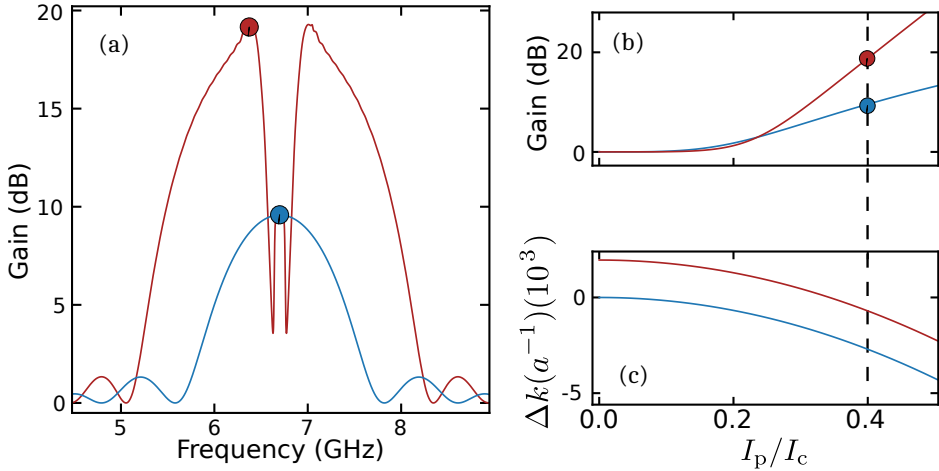 (a)
20
15
10
5
0
Gain (dB)
5
6
7
8
Frequency (GHz)
(b)
20
0
Gain (dB)
(c)
0
-5
Δk(a⁻¹)(10³)
0.0
0.2
0.4
I_p/I_c